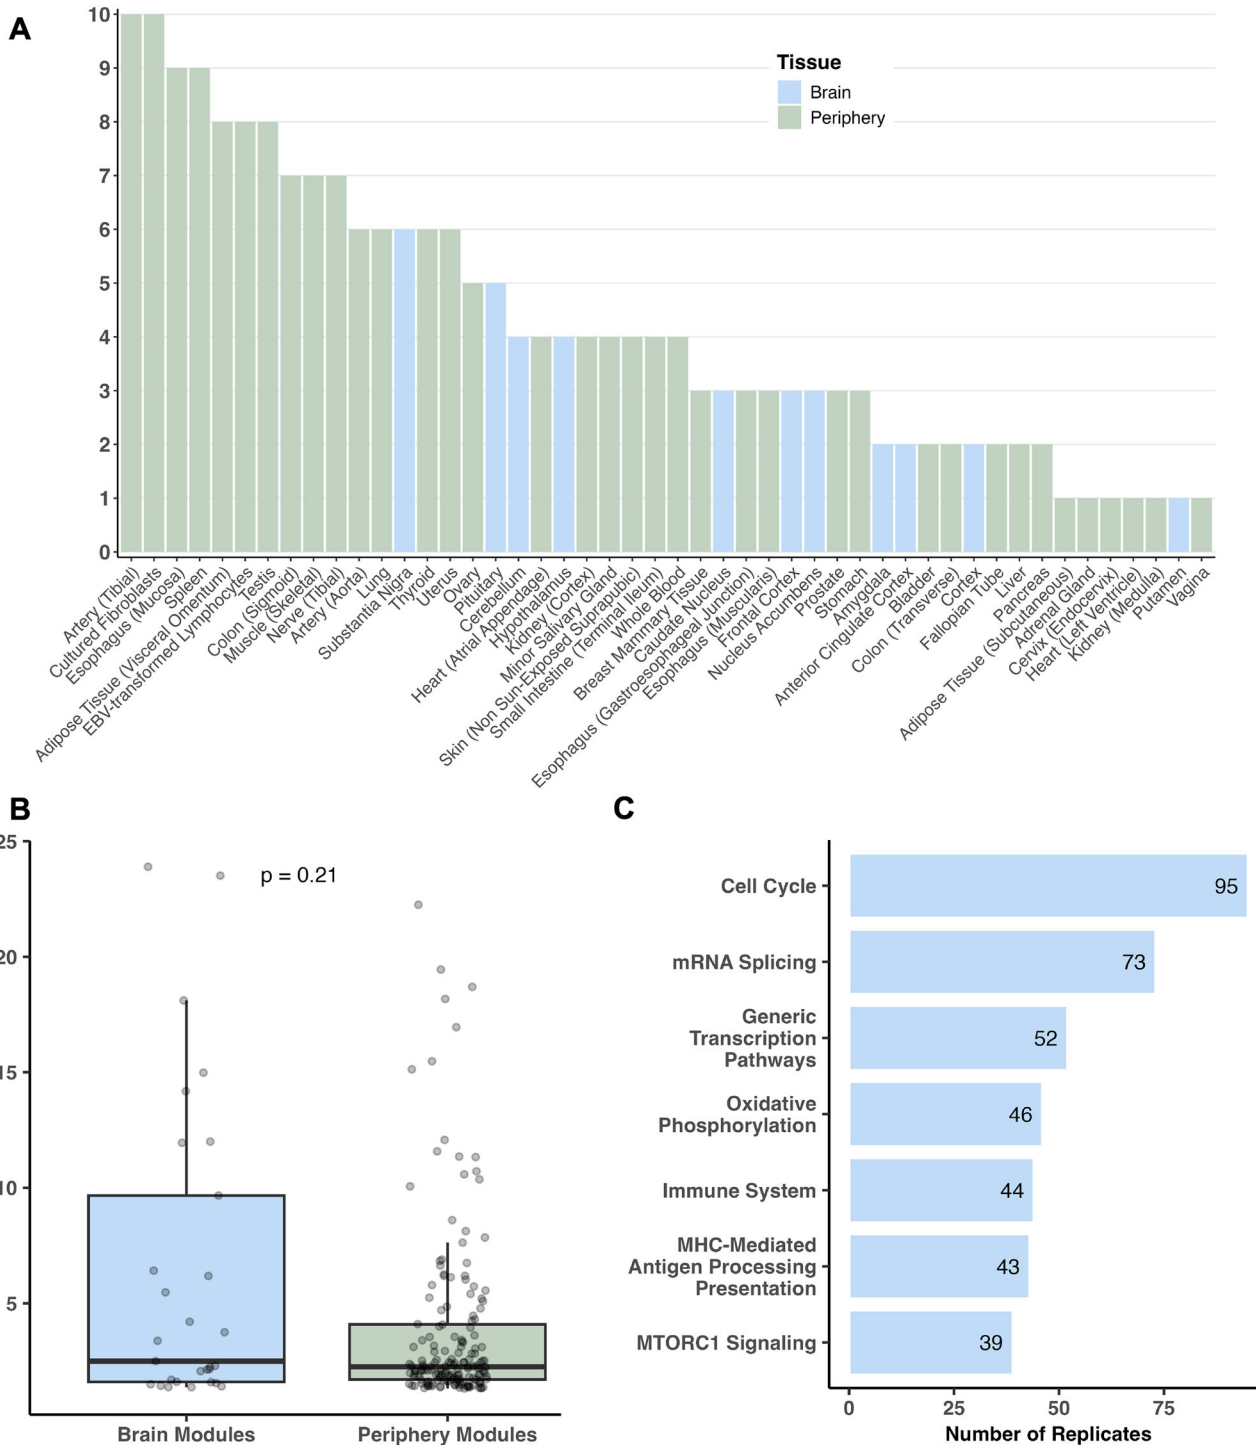 A
10
9
8
7
6
5
4
3
2
1
0
Tissue
Brain
Periphery
Artery (Tibial)
Cultured Fibroblasts
Esophagus (Mucosa)
Spleen
Adipose Tissue (Visceral Omentum)
EBV-transformed Lymphocytes
Testis
Colon (Sigmoid)
Muscle (Skeletal)
Nerve (Tibial)
Artery (Aorta)
Lung
Substantia Nigra
Thyroid
Uterus
Ovary
Pituitary
Cerebellum
Heart (Atrial Appendage)
Hypothalamus
Kidney (Cortex)
Minor Salivary Gland
Skin (Non Sun-Exposed Suprapubic)
Small Intestine (Terminal Ileum)
Whole Blood
Breast Mammary Tissue
Caudate Nucleus
Esophagus (Gastroesophageal Junction)
Esophagus (Muscularis)
Frontal Cortex
Nucleus Accumbens
Prostate
Stomach
Amygdala
Anterior Cingulate Cortex
Bladder
Colon (Transverse)
Cortex
Fallopian Tube
Liver
Pancreas
Adipose Tissue (Subcutaneous)
Adrenal Gland
Cervix (Endocervix)
Heart (Left Ventricle)
Kidney (Medulla)
Putamen
Vagina
B
25
20
15
10
5
p = 0.21
Brain Modules
Periphery Modules
C
Cell Cycle
95
mRNA Splicing
73
Generic
Transcription
Pathways
52
Oxidative
Phosphorylation
46
Immune System
44
MHC-Mediated
Antigen Processing
Presentation
43
MTORC1 Signaling
39
0
25
50
75
Number of Replicates